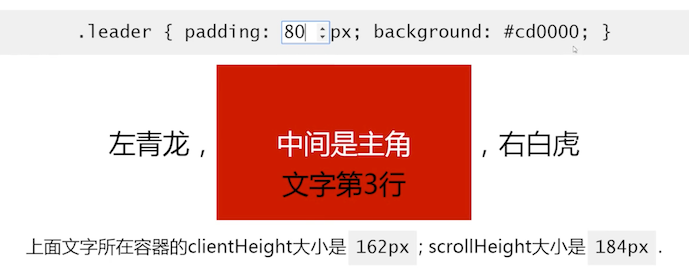 .leader { padding: 80px; background: #cd0000; }
左青龙，中间是主角，右白虎
文字第3行
上面文字所在容器的clientHeight大小是 162px ; scrollHeight大小是 184px .